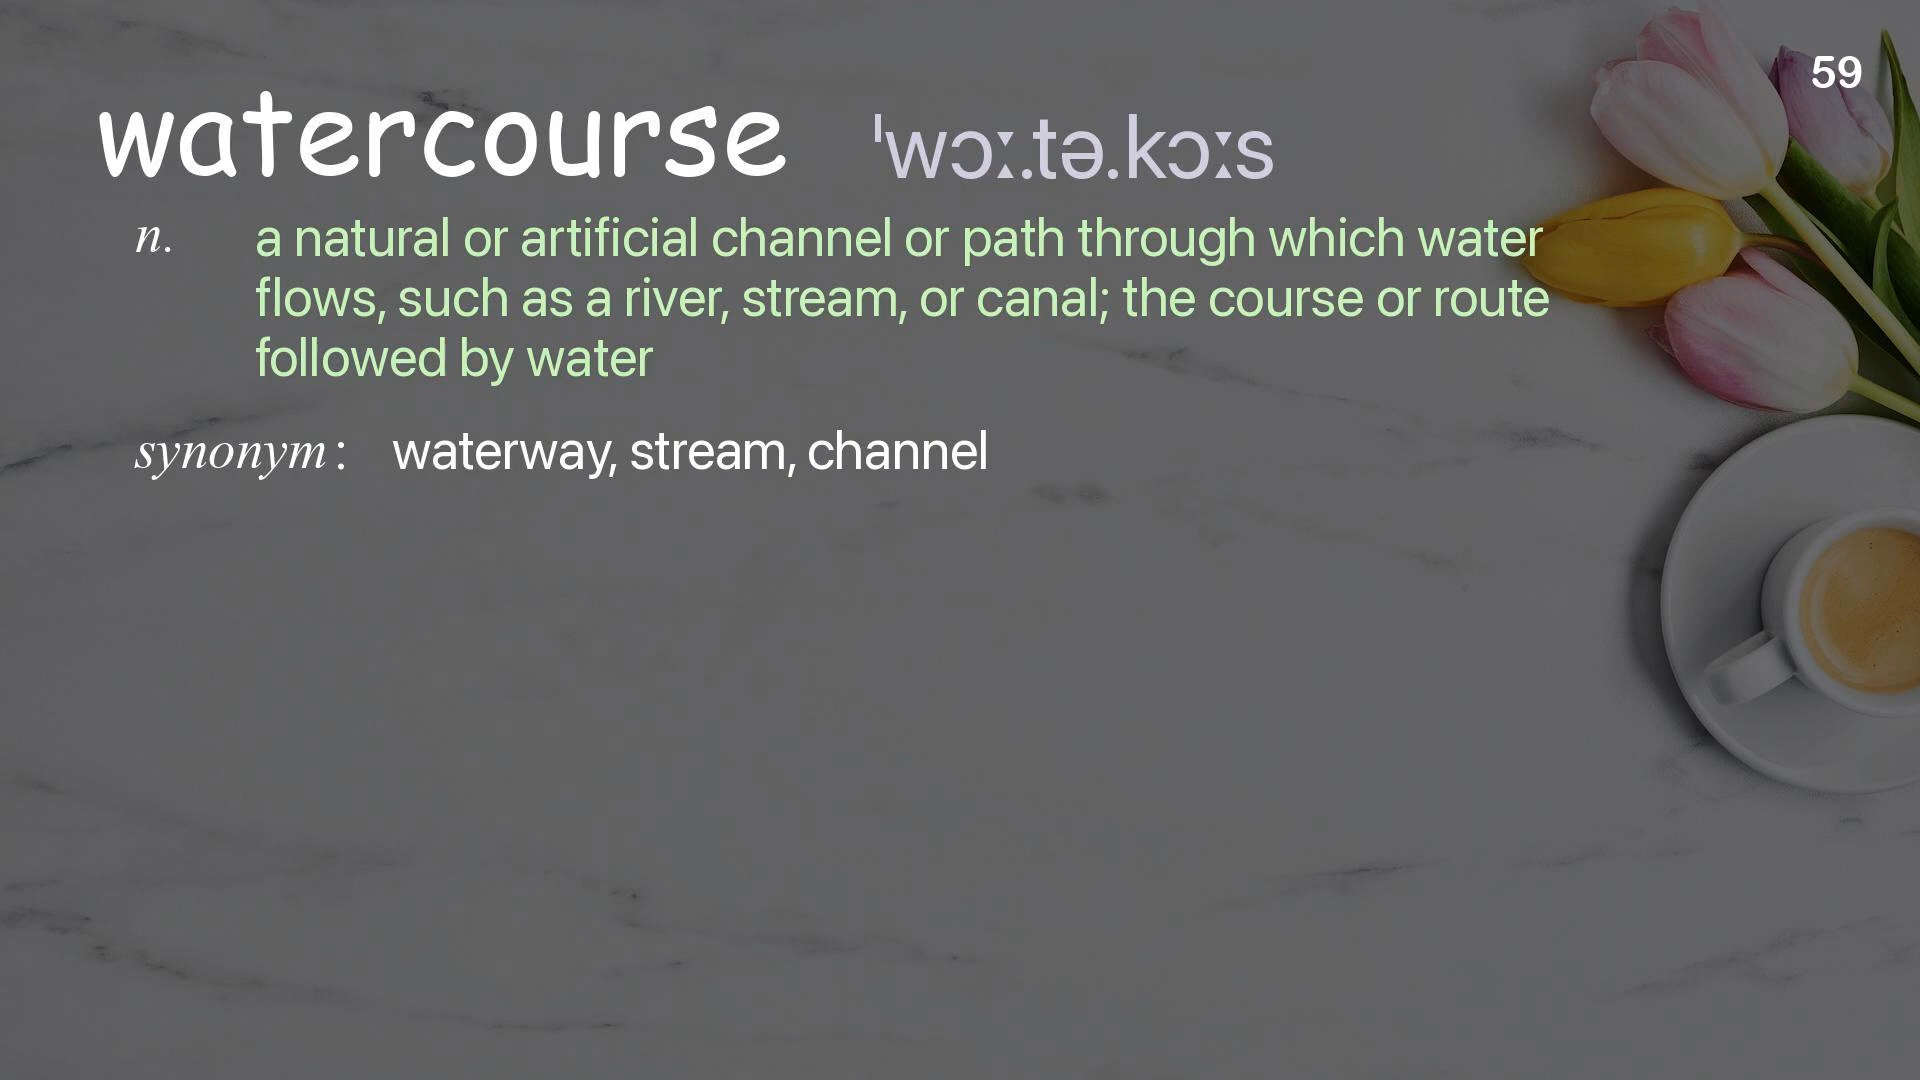 59
watercourse ˈwɔː.tə.kɔːs
n. a natural or artificial channel or path through which water
flows, such as a river, stream, or canal; the course or route
followed by water
synonym : waterway, stream, channel